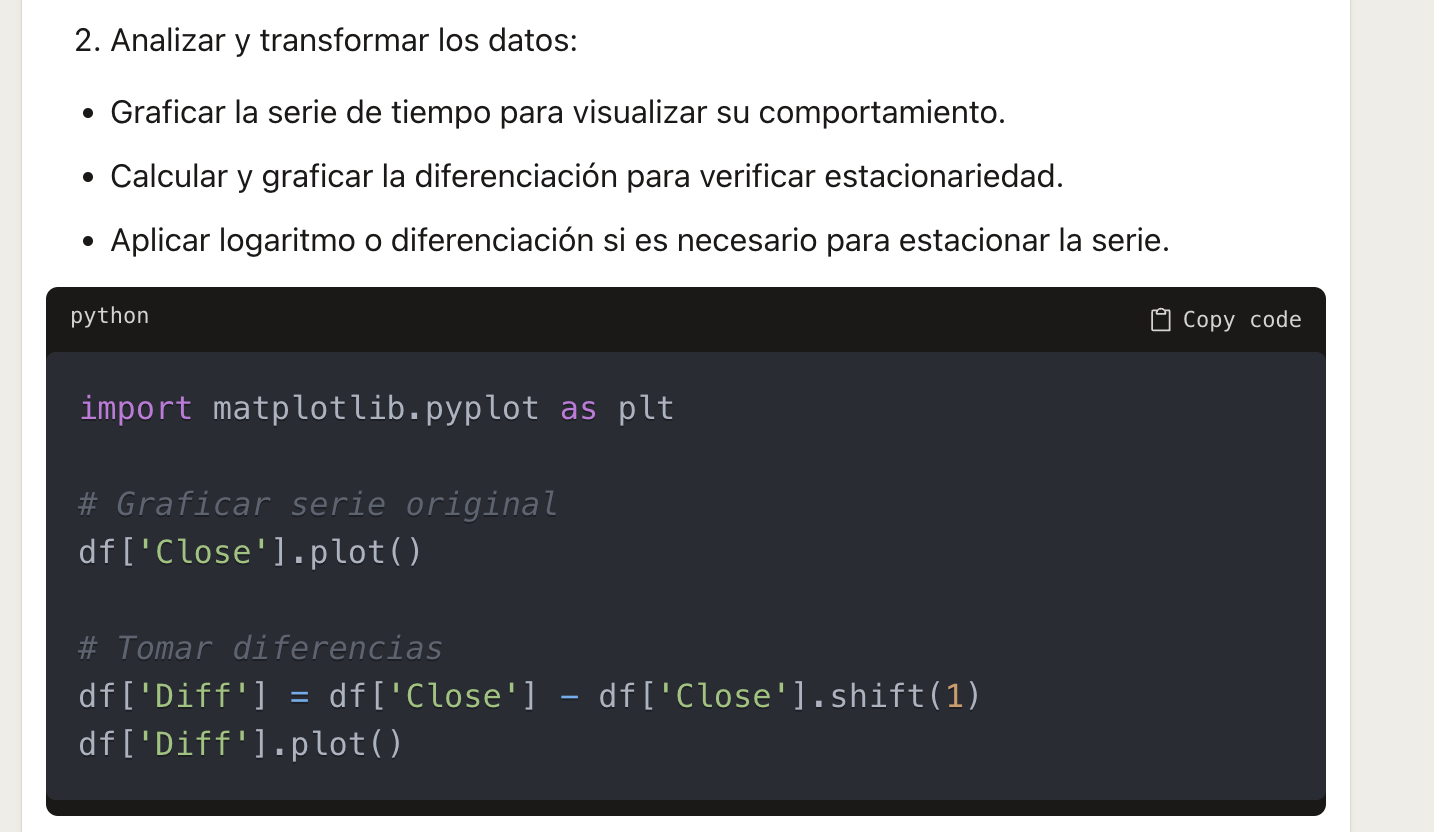 2. Analizar y transformar los datos:
• Graficar la serie de tiempo para visualizar su comportamiento.
• Calcular y graficar la diferenciación para verificar estacionariedad.
• Aplicar logaritmo o diferenciación si es necesario para estacionar la serie.
python
Copy code
import matplotlib.pyplot as plt
# Graficar serie original
df['Close'].plot()
# Tomar diferencias
df['Diff'] = df['Close'] - df['Close'].shift(1)
df['Diff'].plot()